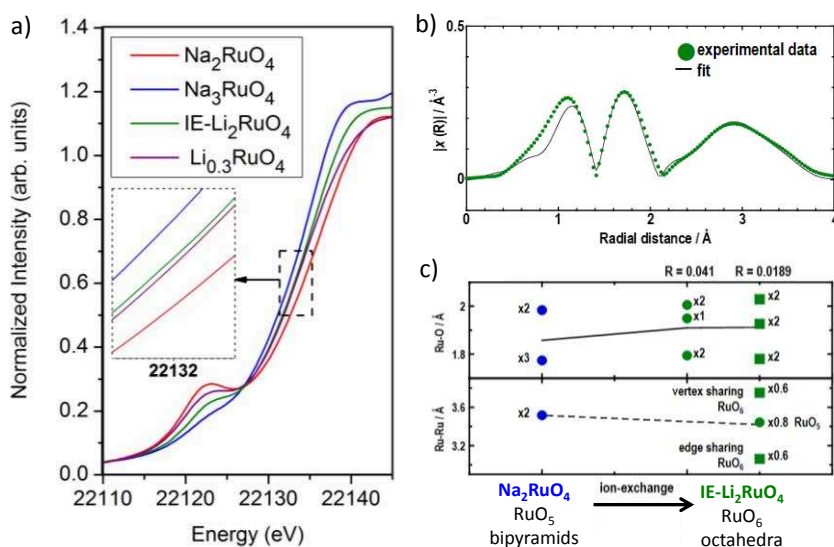 a)
Na₂RuO₄
Na₃RuO₄
IE-Li₂RuO₄
Li₀.₃RuO₄
Normalized Intensity (arb. units)
1.4
1.2
1.0
0.8
0.6
0.4
0.2
0.0
22132
22110 22120 22130 22140
Energy (eV)
b)
0.5
0
|x (R)| / Å⁻³
experimental data
fit
0 1 2 3 4
Radial distance / Å
c)
R = 0.041 R = 0.0189
Ru-O / Å
2
1.8
x2
x3
x2
x1
x2
x2
x2
x2
Ru-Ru / Å
3.6
3.2
x2
vertex sharing
RuO₆
x0.6
x0.8 RuO₅
edge sharing
RuO₆
x0.6
Na₂RuO₄ ion-exchange IE-Li₂RuO₄
RuO₅ RuO₆
bipyramids octahedra